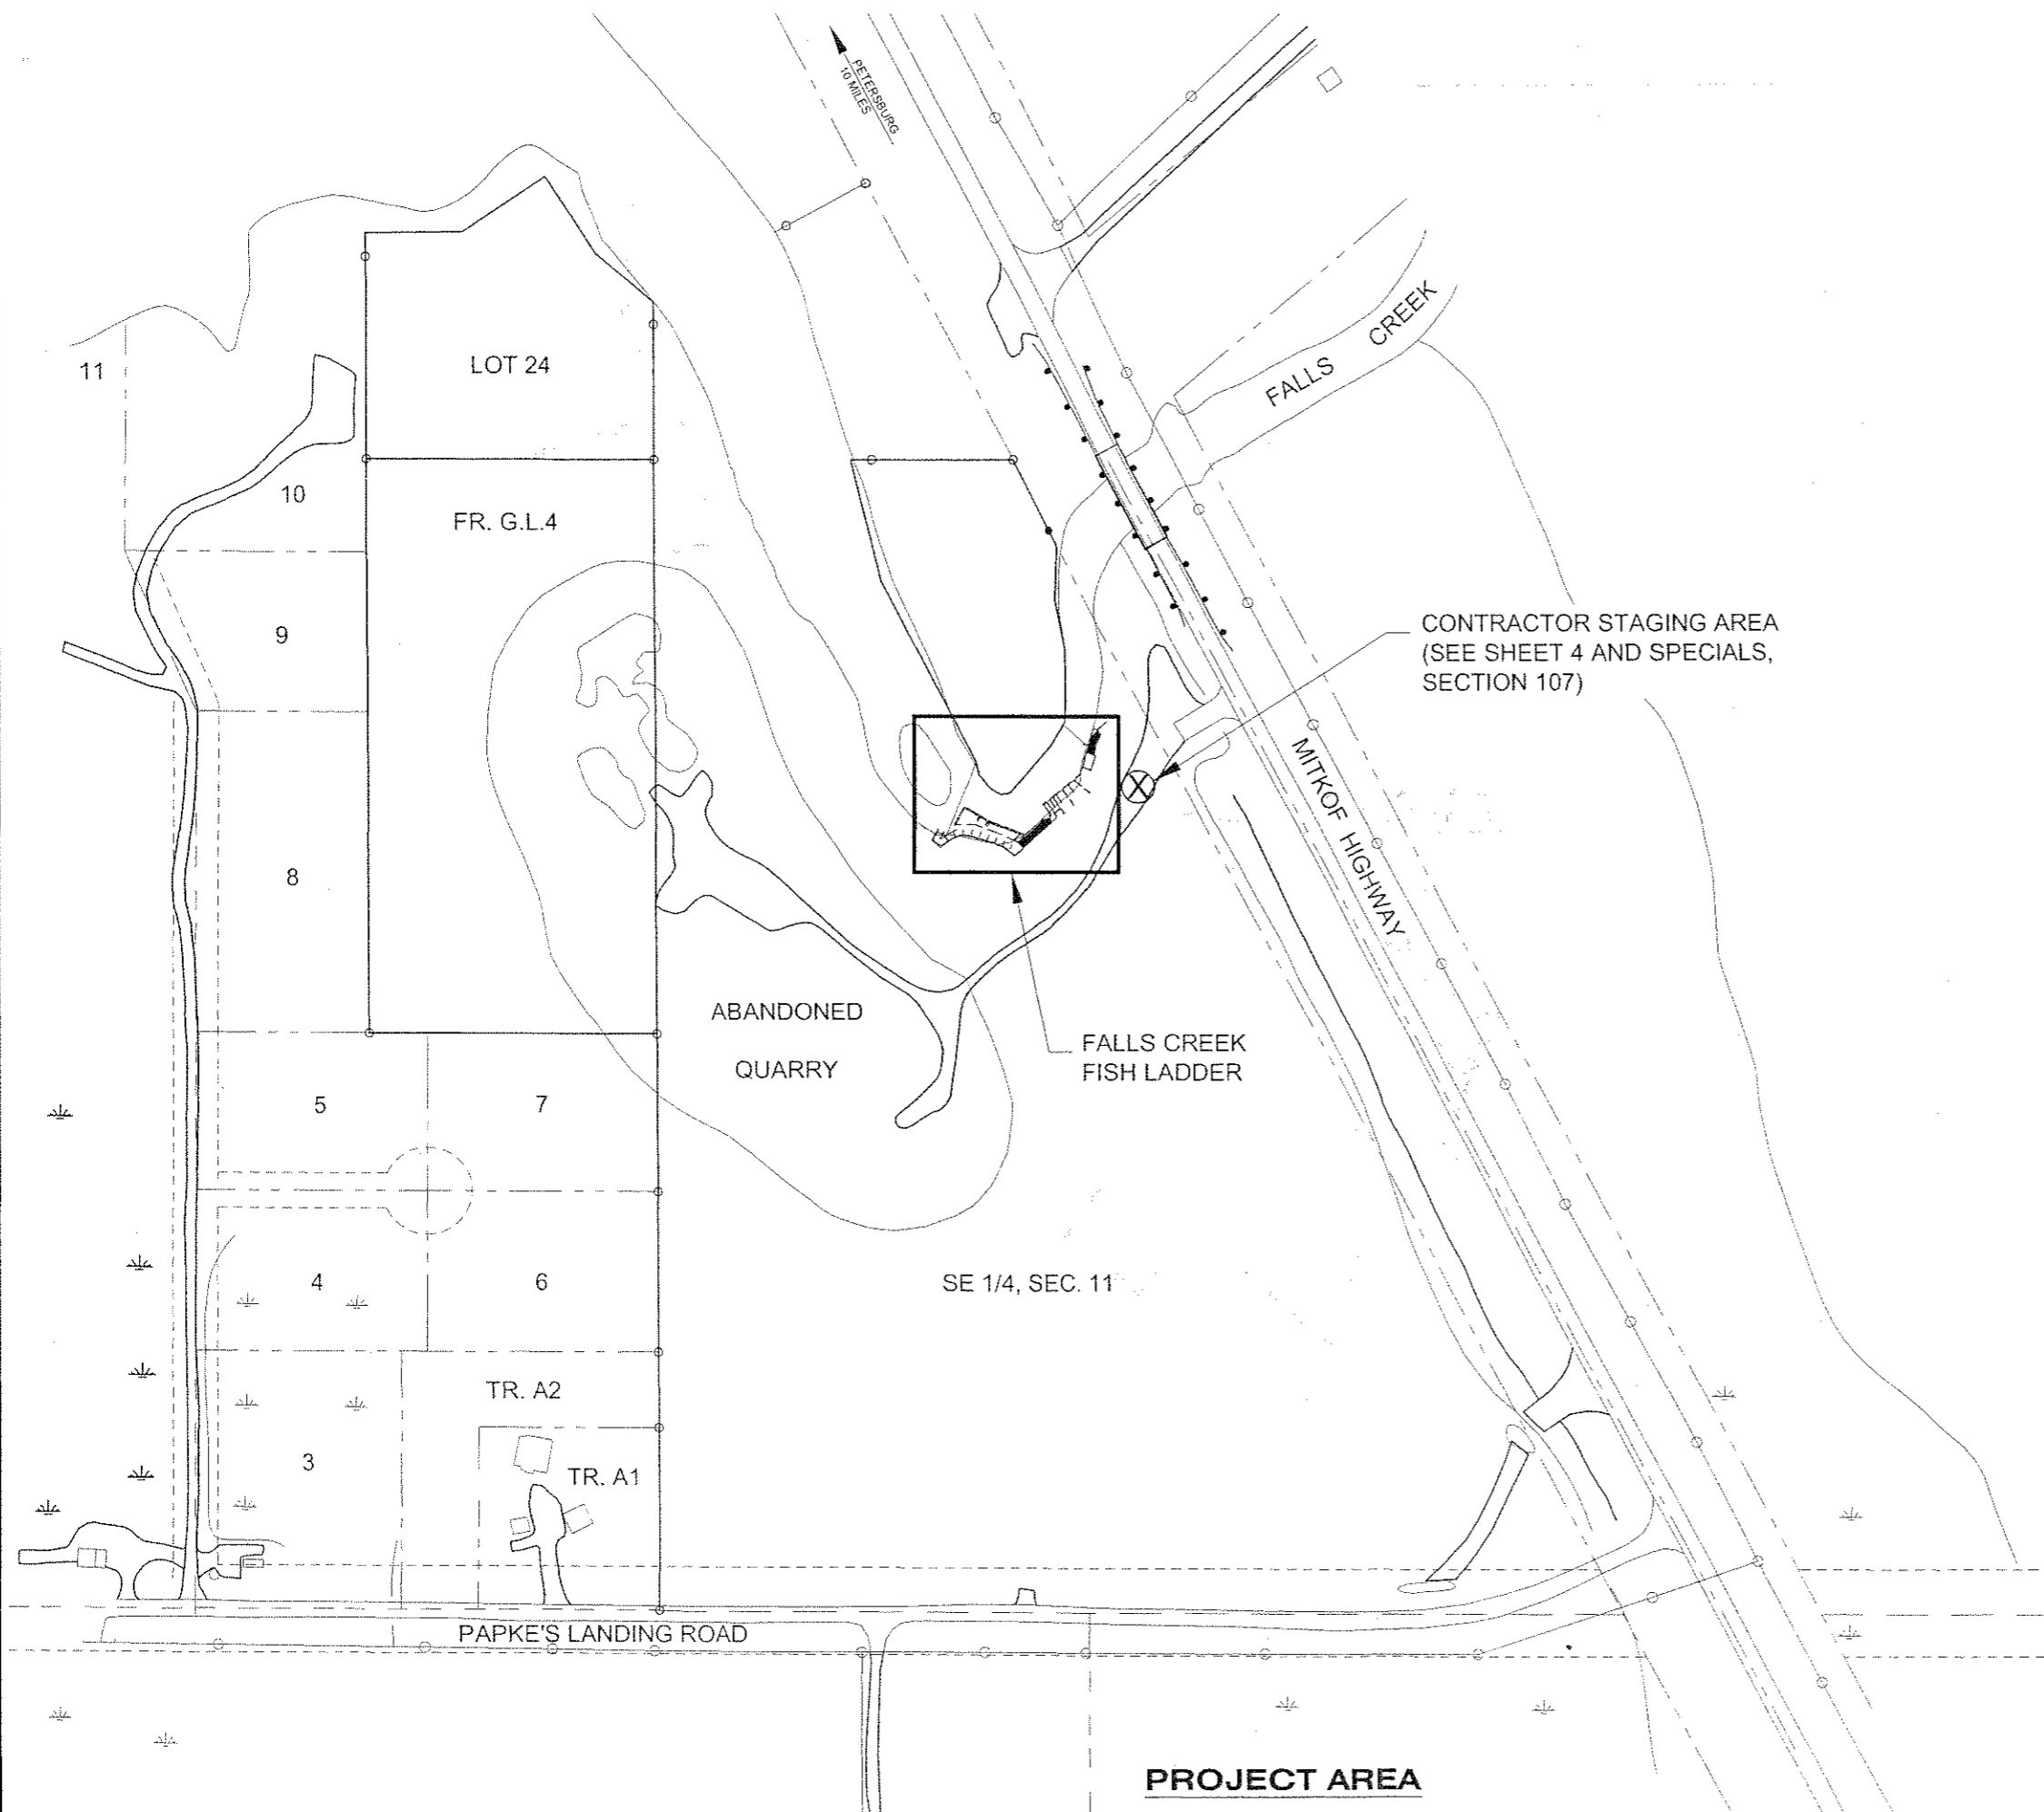 PETERSBURG
10 MILES
FALLS CREEK
11
LOT 24
10
FR. G.L.4
9
CONTRACTOR STAGING AREA
(SEE SHEET 4 AND SPECIALS,
SECTION 107)
MITKOF HIGHWAY
8
ABANDONED
QUARRY
FALLS CREEK
FISH LADDER
5
7
4
6
SE 1/4, SEC. 11
TR. A2
3
TR. A1
PAPKE'S LANDING ROAD
PROJECT AREA